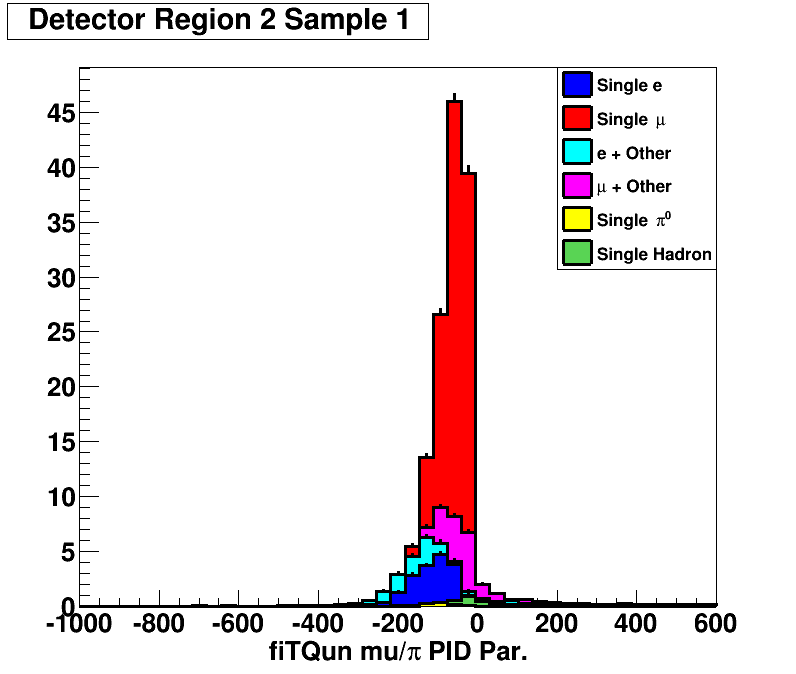 Detector Region 2 Sample 1
Single e
Single μ
e + Other
μ + Other
Single π⁰
Single Hadron
45
40
35
30
25
20
15
10
5
0
-1000 -800 -600 -400 -200 0 200 400 600
fiTQun mu/π PID Par.